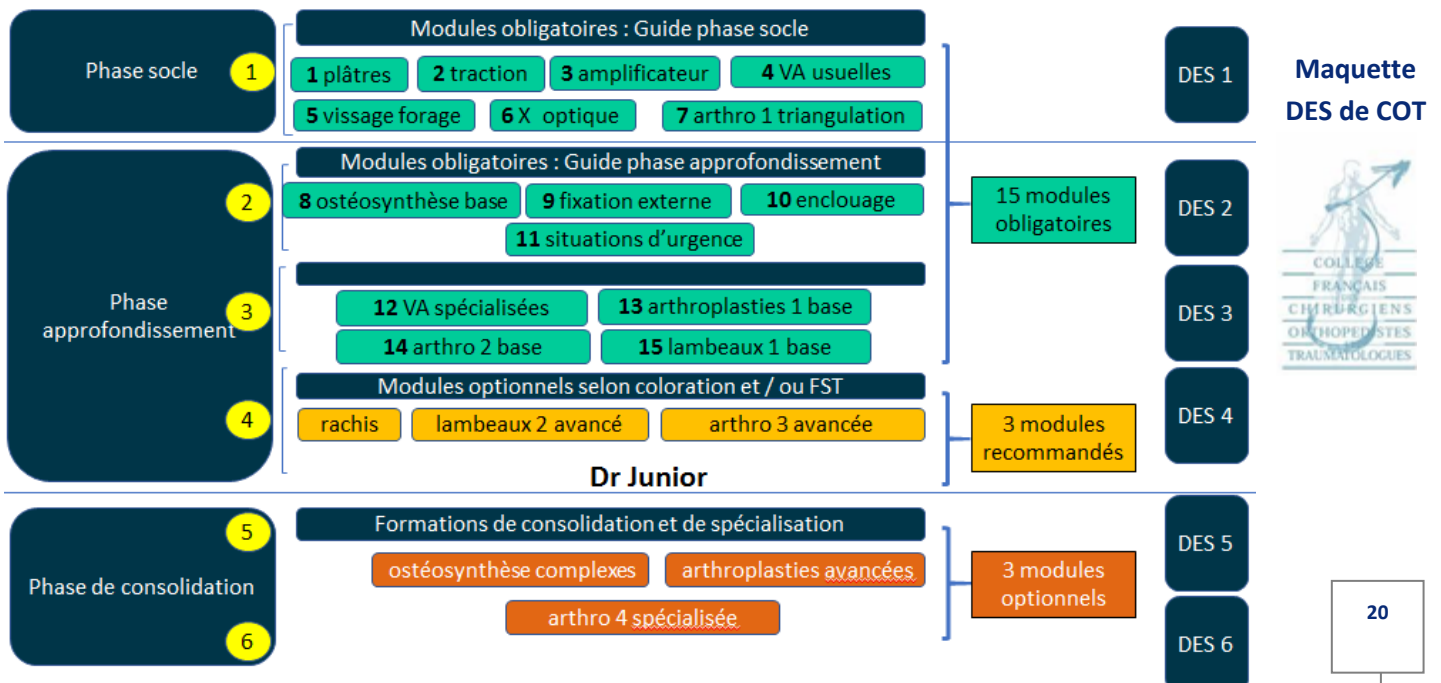 Maquette
DES de COT
Phase socle
1
Modules obligatoires : Guide phase socle
1 plâtres
2 traction
3 amplificateur
4 VA usuelles
5 vissage forage
6 X optique
7 arthro 1 triangulation
DES 1
Phase
approfondissement
2
Modules obligatoires : Guide phase approfondissement
8 ostéosynthèse base
9 fixation externe
10 enclouage
11 situations d'urgence
15 modules
obligatoires
DES 2
3
12 VA spécialisées
13 arthroplasties 1 base
14 arthro 2 base
15 lambeaux 1 base
DES 3
4
Modules optionnels selon coloration et / ou FST
rachis
lambeaux 2 avancé
arthro 3 avancée
3 modules
recommandés
DES 4
Dr Junior
Phase de consolidation
5
6
Formations de consolidation et de spécialisation
ostéosynthèse complexes
arthroplasties avancées
arthro 4 spécialisée
3 modules
optionnels
DES 5
DES 6
COLLEGE
FRANÇAIS
CHIRURGIENS
ORTHOPEDISTES
TRAUMATOLOGUES
20